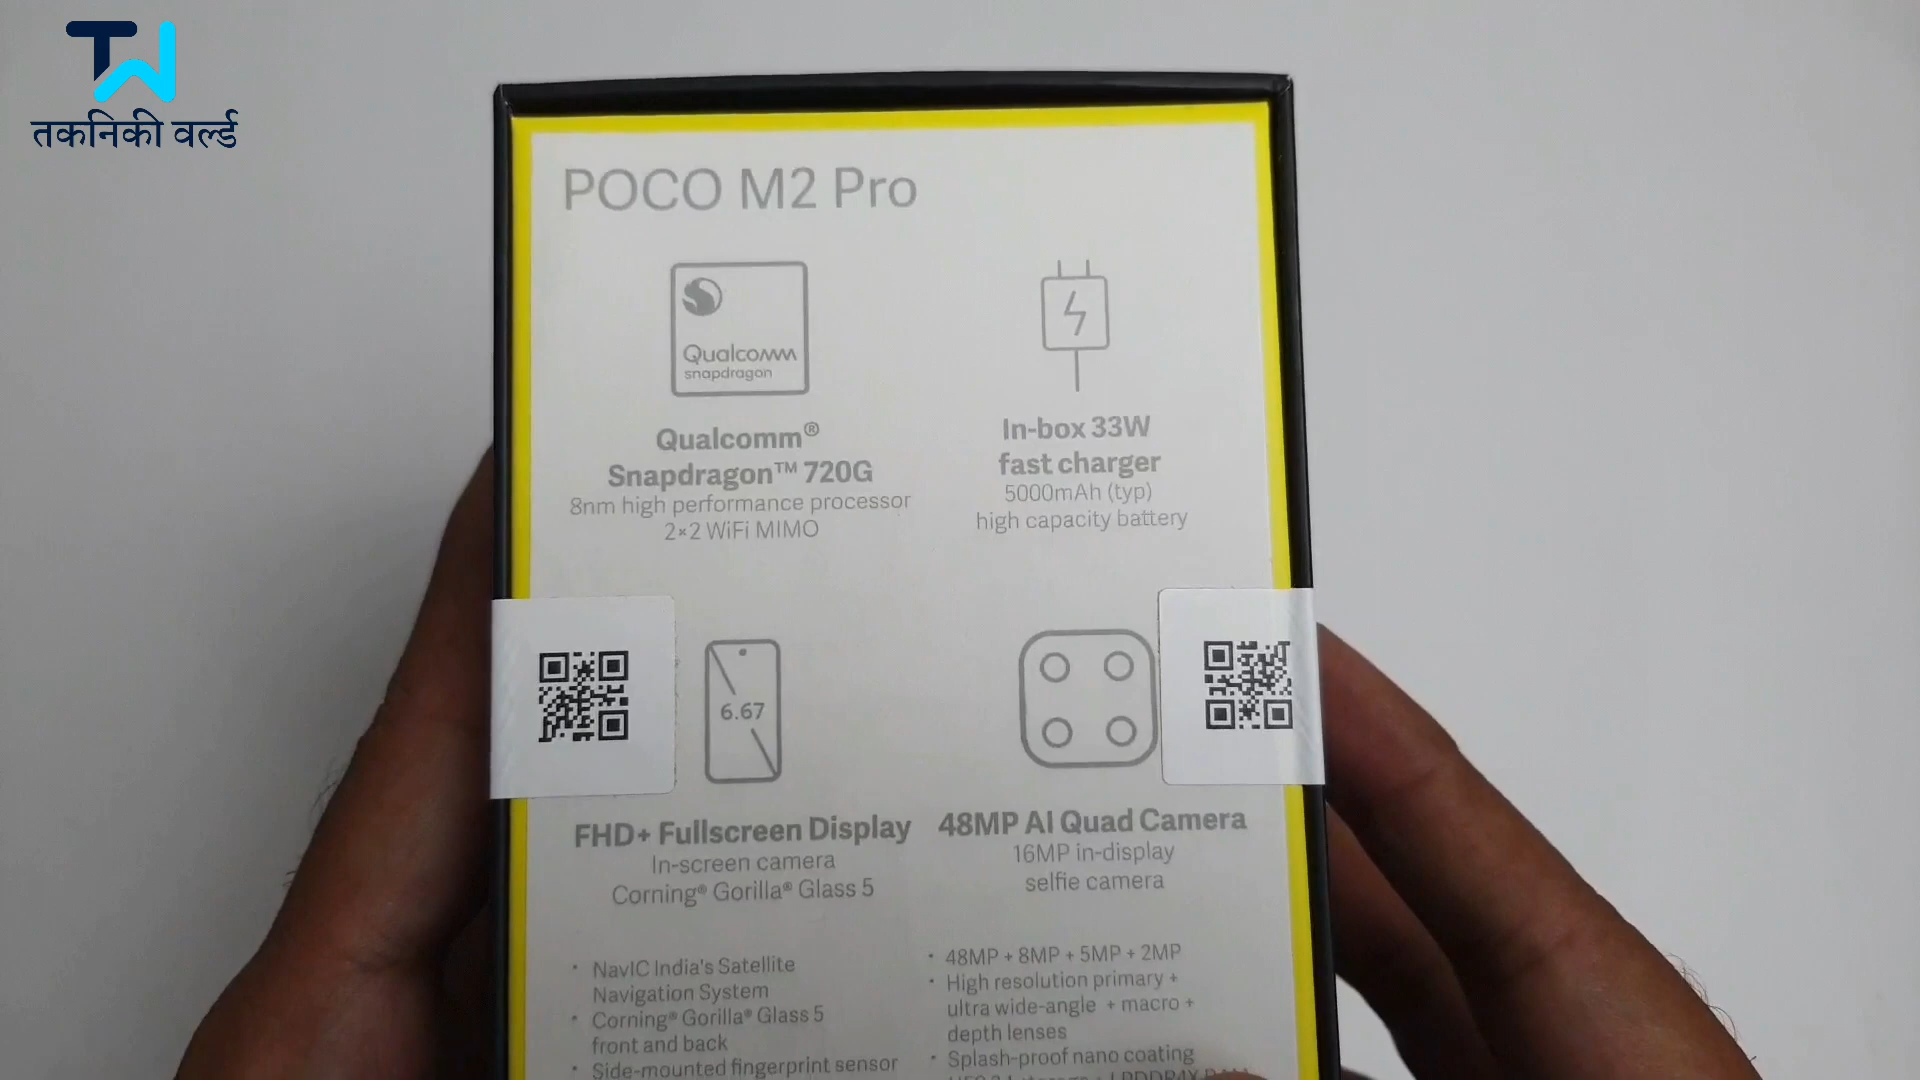 TW
तकनिकी वर्ल्ड
POCO M2 Pro
Qualcomm
snapdragon
Qualcomm®
Snapdragon™ 720G
8nm high performance processor
2×2 WiFi MIMO
In-box 33W
fast charger
5000mAh (typ)
high capacity battery
6.67
FHD+ Fullscreen Display
In-screen camera
Corning® Gorilla® Glass 5
48MP AI Quad Camera
16MP in-display
selfie camera
• NavIC India's Satellite
Navigation System
• Corning® Gorilla® Glass 5
front and back
• Side-mounted fingerprint sensor
• 48MP + 8MP + 5MP + 2MP
• High resolution primary +
ultra wide-angle + macro +
depth lenses
• Splash-proof nano coating